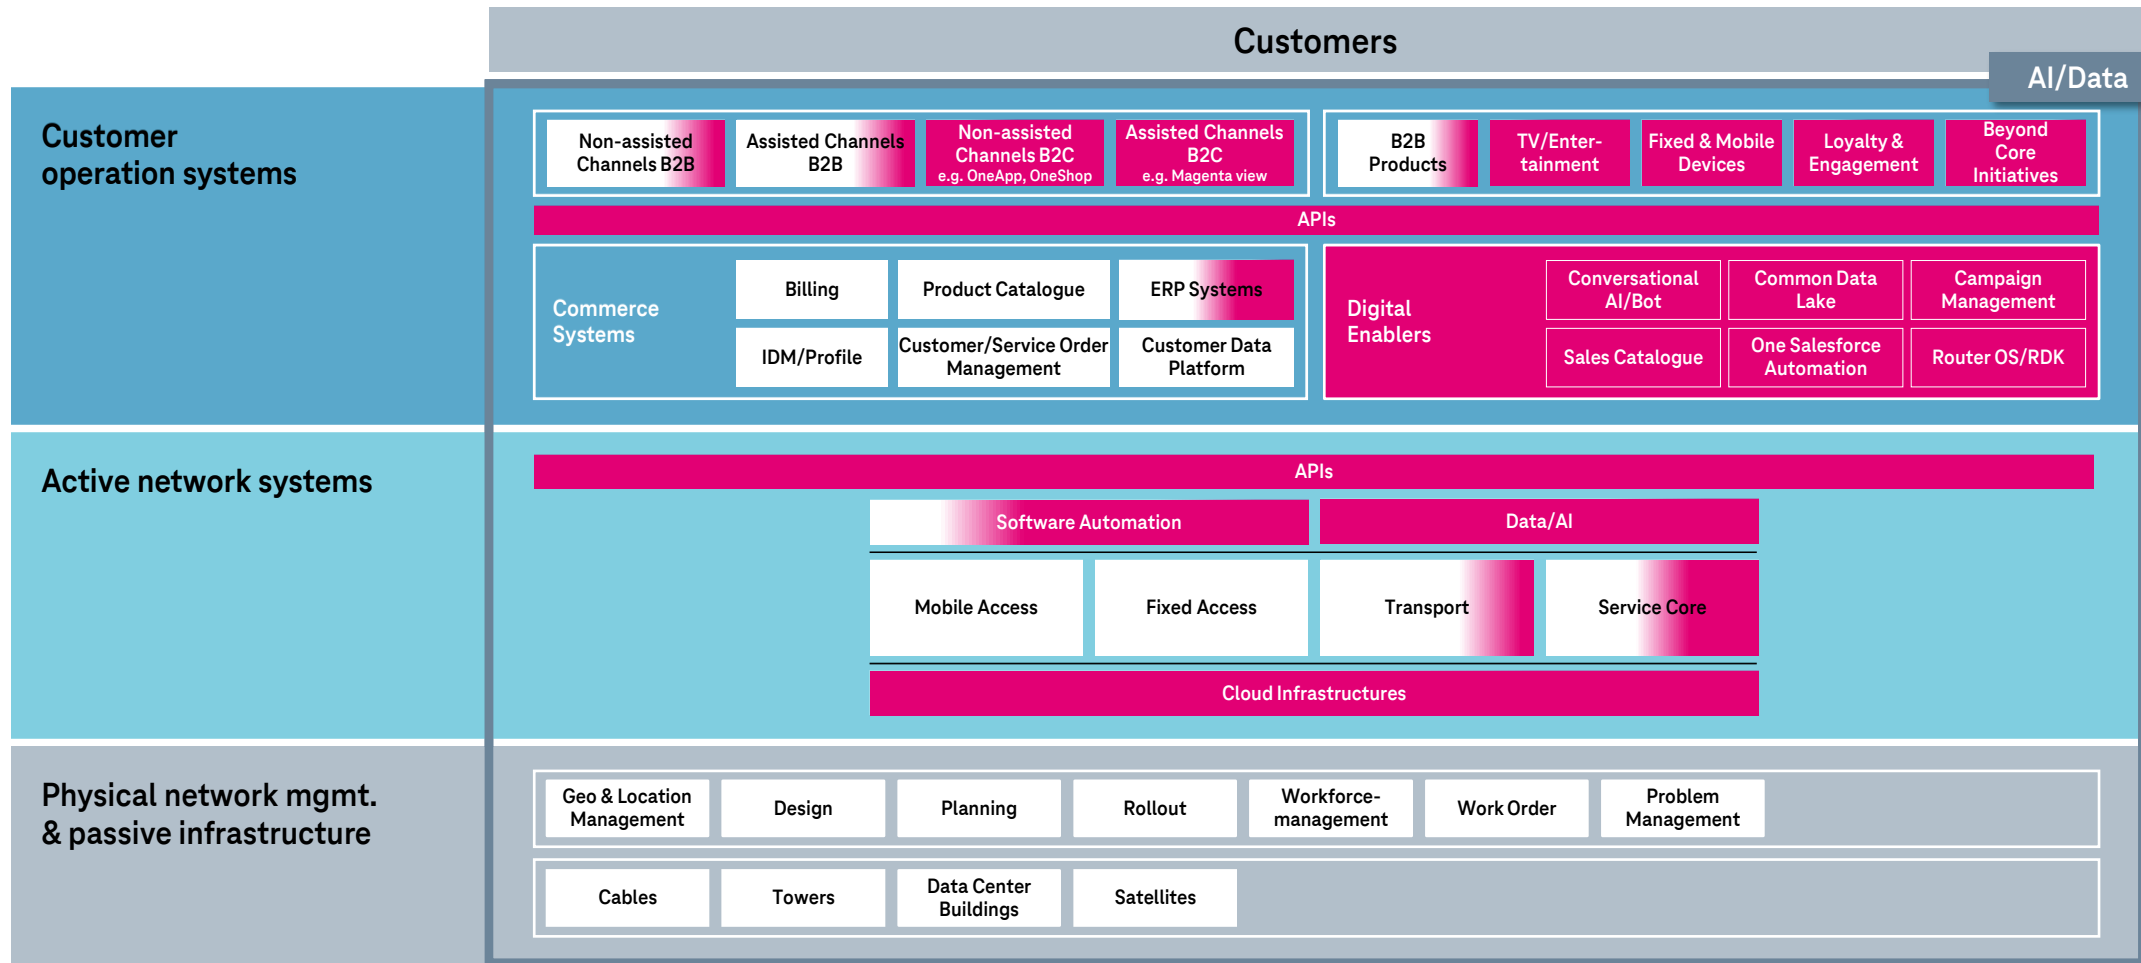 Customers
AI/Data
Customer
operation systems
Non-assisted
Channels B2B
Assisted Channels
B2B
Non-assisted
Channels B2C
e.g. OneApp, OneShop
Assisted Channels
B2C
e.g. Magenta view
B2B
Products
TV/Enter-
tainment
Fixed & Mobile
Devices
Loyalty &
Engagement
Beyond
Core
Initiatives
APIs
Commerce
Systems
Billing
Product Catalogue
ERP Systems
IDM/Profile
Customer/Service Order
Management
Customer Data
Platform
Digital
Enablers
Conversational
AI/Bot
Common Data
Lake
Campaign
Management
Sales Catalogue
One Salesforce
Automation
Router OS/RDK
Active network systems
APIs
Software Automation
Data/AI
Mobile Access
Fixed Access
Transport
Service Core
Cloud Infrastructures
Physical network mgmt.
& passive infrastructure
Geo & Location
Management
Design
Planning
Rollout
Workforce-
management
Work Order
Problem
Management
Cables
Towers
Data Center
Buildings
Satellites